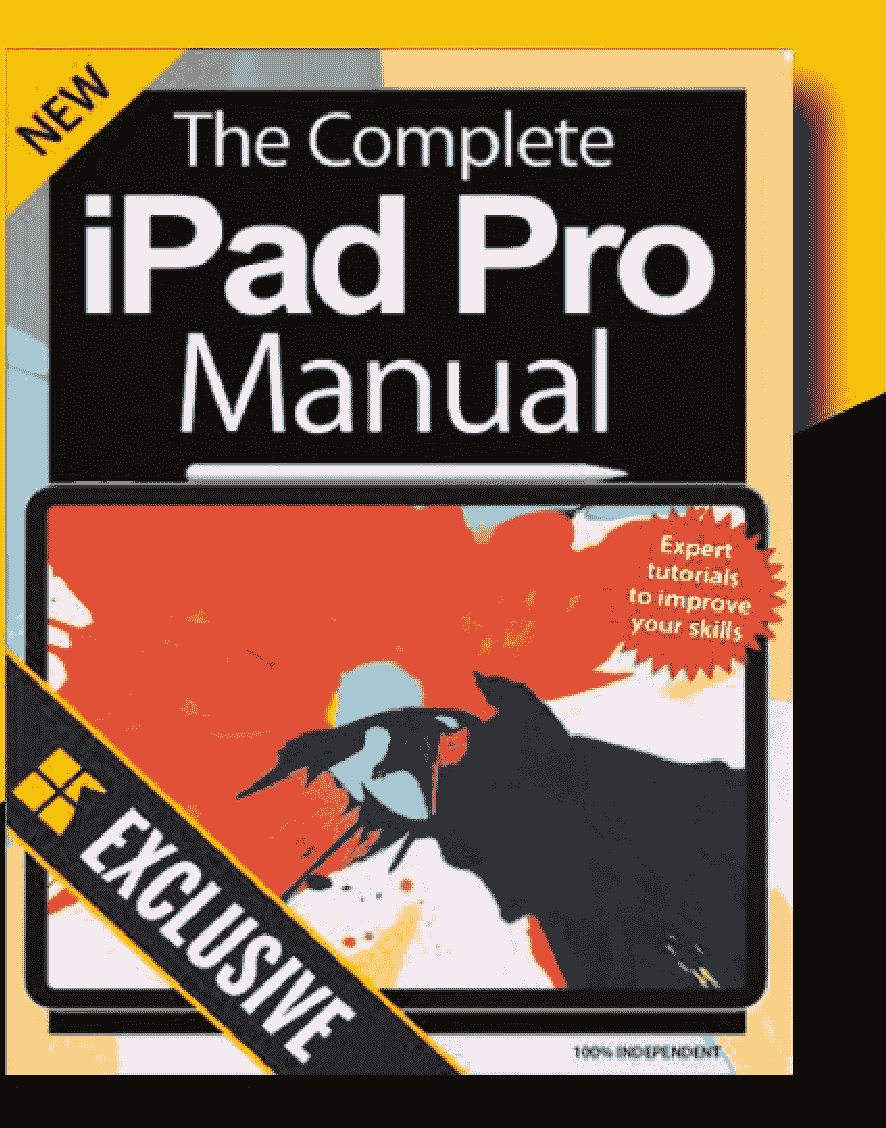 NEW
The Complete
iPad Pro
Manual
Expert
tutorials
to improve
your skills
EXCLUSIVE
100% INDEPENDENT